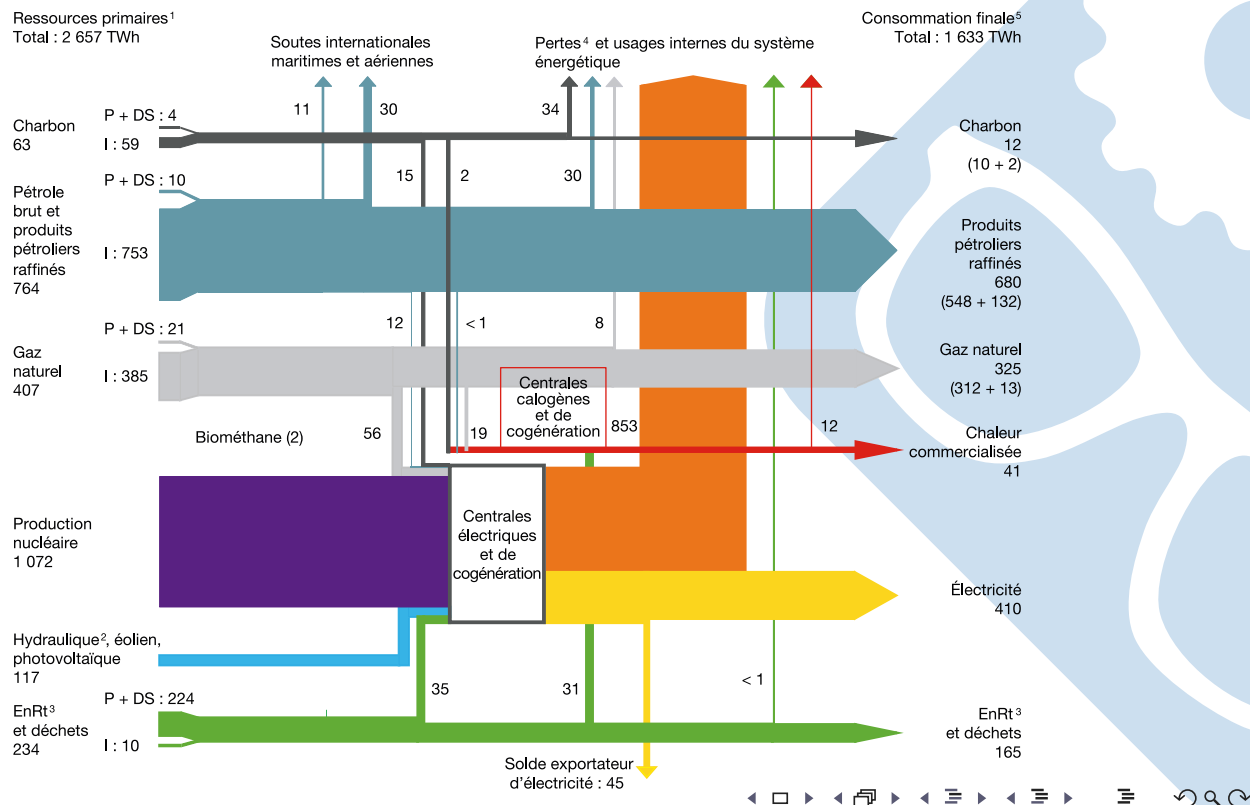 Ressources primaires¹
Total : 2 657 TWh
Consommation finale⁵
Total : 1 633 TWh
Soutes internationales
maritimes et aériennes
Pertes⁴ et usages internes du système
énergétique
P + DS : 4
11
30
34
Charbon
63
I : 59
Charbon
12
(10 + 2)
P + DS : 10
15
2
30
Pétrole
brut et
produits
pétroliers
raffinés
764
I : 753
Produits
pétroliers
raffinés
680
(548 + 132)
P + DS : 21
12
< 1
8
Gaz
naturel
407
I : 385
Gaz naturel
325
(312 + 13)
Centrales
calogènes
et de
cogénération
Biométhane (2)
56
19
853
12
Chaleur
commercialisée
41
Production
nucléaire
1 072
Centrales
électriques
et de
cogénération
Électricité
410
Hydraulique², éolien,
photovoltaïque
117
P + DS : 224
35
31
< 1
EnRt³
et déchets
234
I : 10
EnRt³
et déchets
165
Solde exportateur
d'électricité : 45